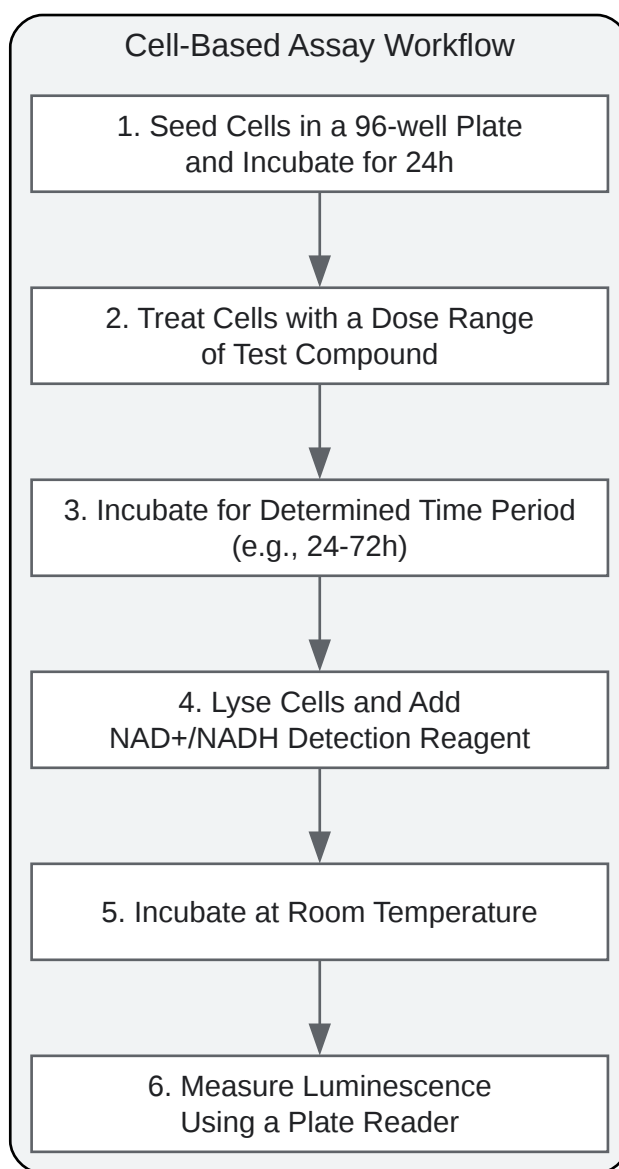 Cell-Based Assay Workflow
1. Seed Cells in a 96-well Plate
and Incubate for 24h
2. Treat Cells with a Dose Range
of Test Compound
3. Incubate for Determined Time Period
(e.g., 24-72h)
4. Lyse Cells and Add
NAD+/NADH Detection Reagent
5. Incubate at Room Temperature
6. Measure Luminescence
Using a Plate Reader